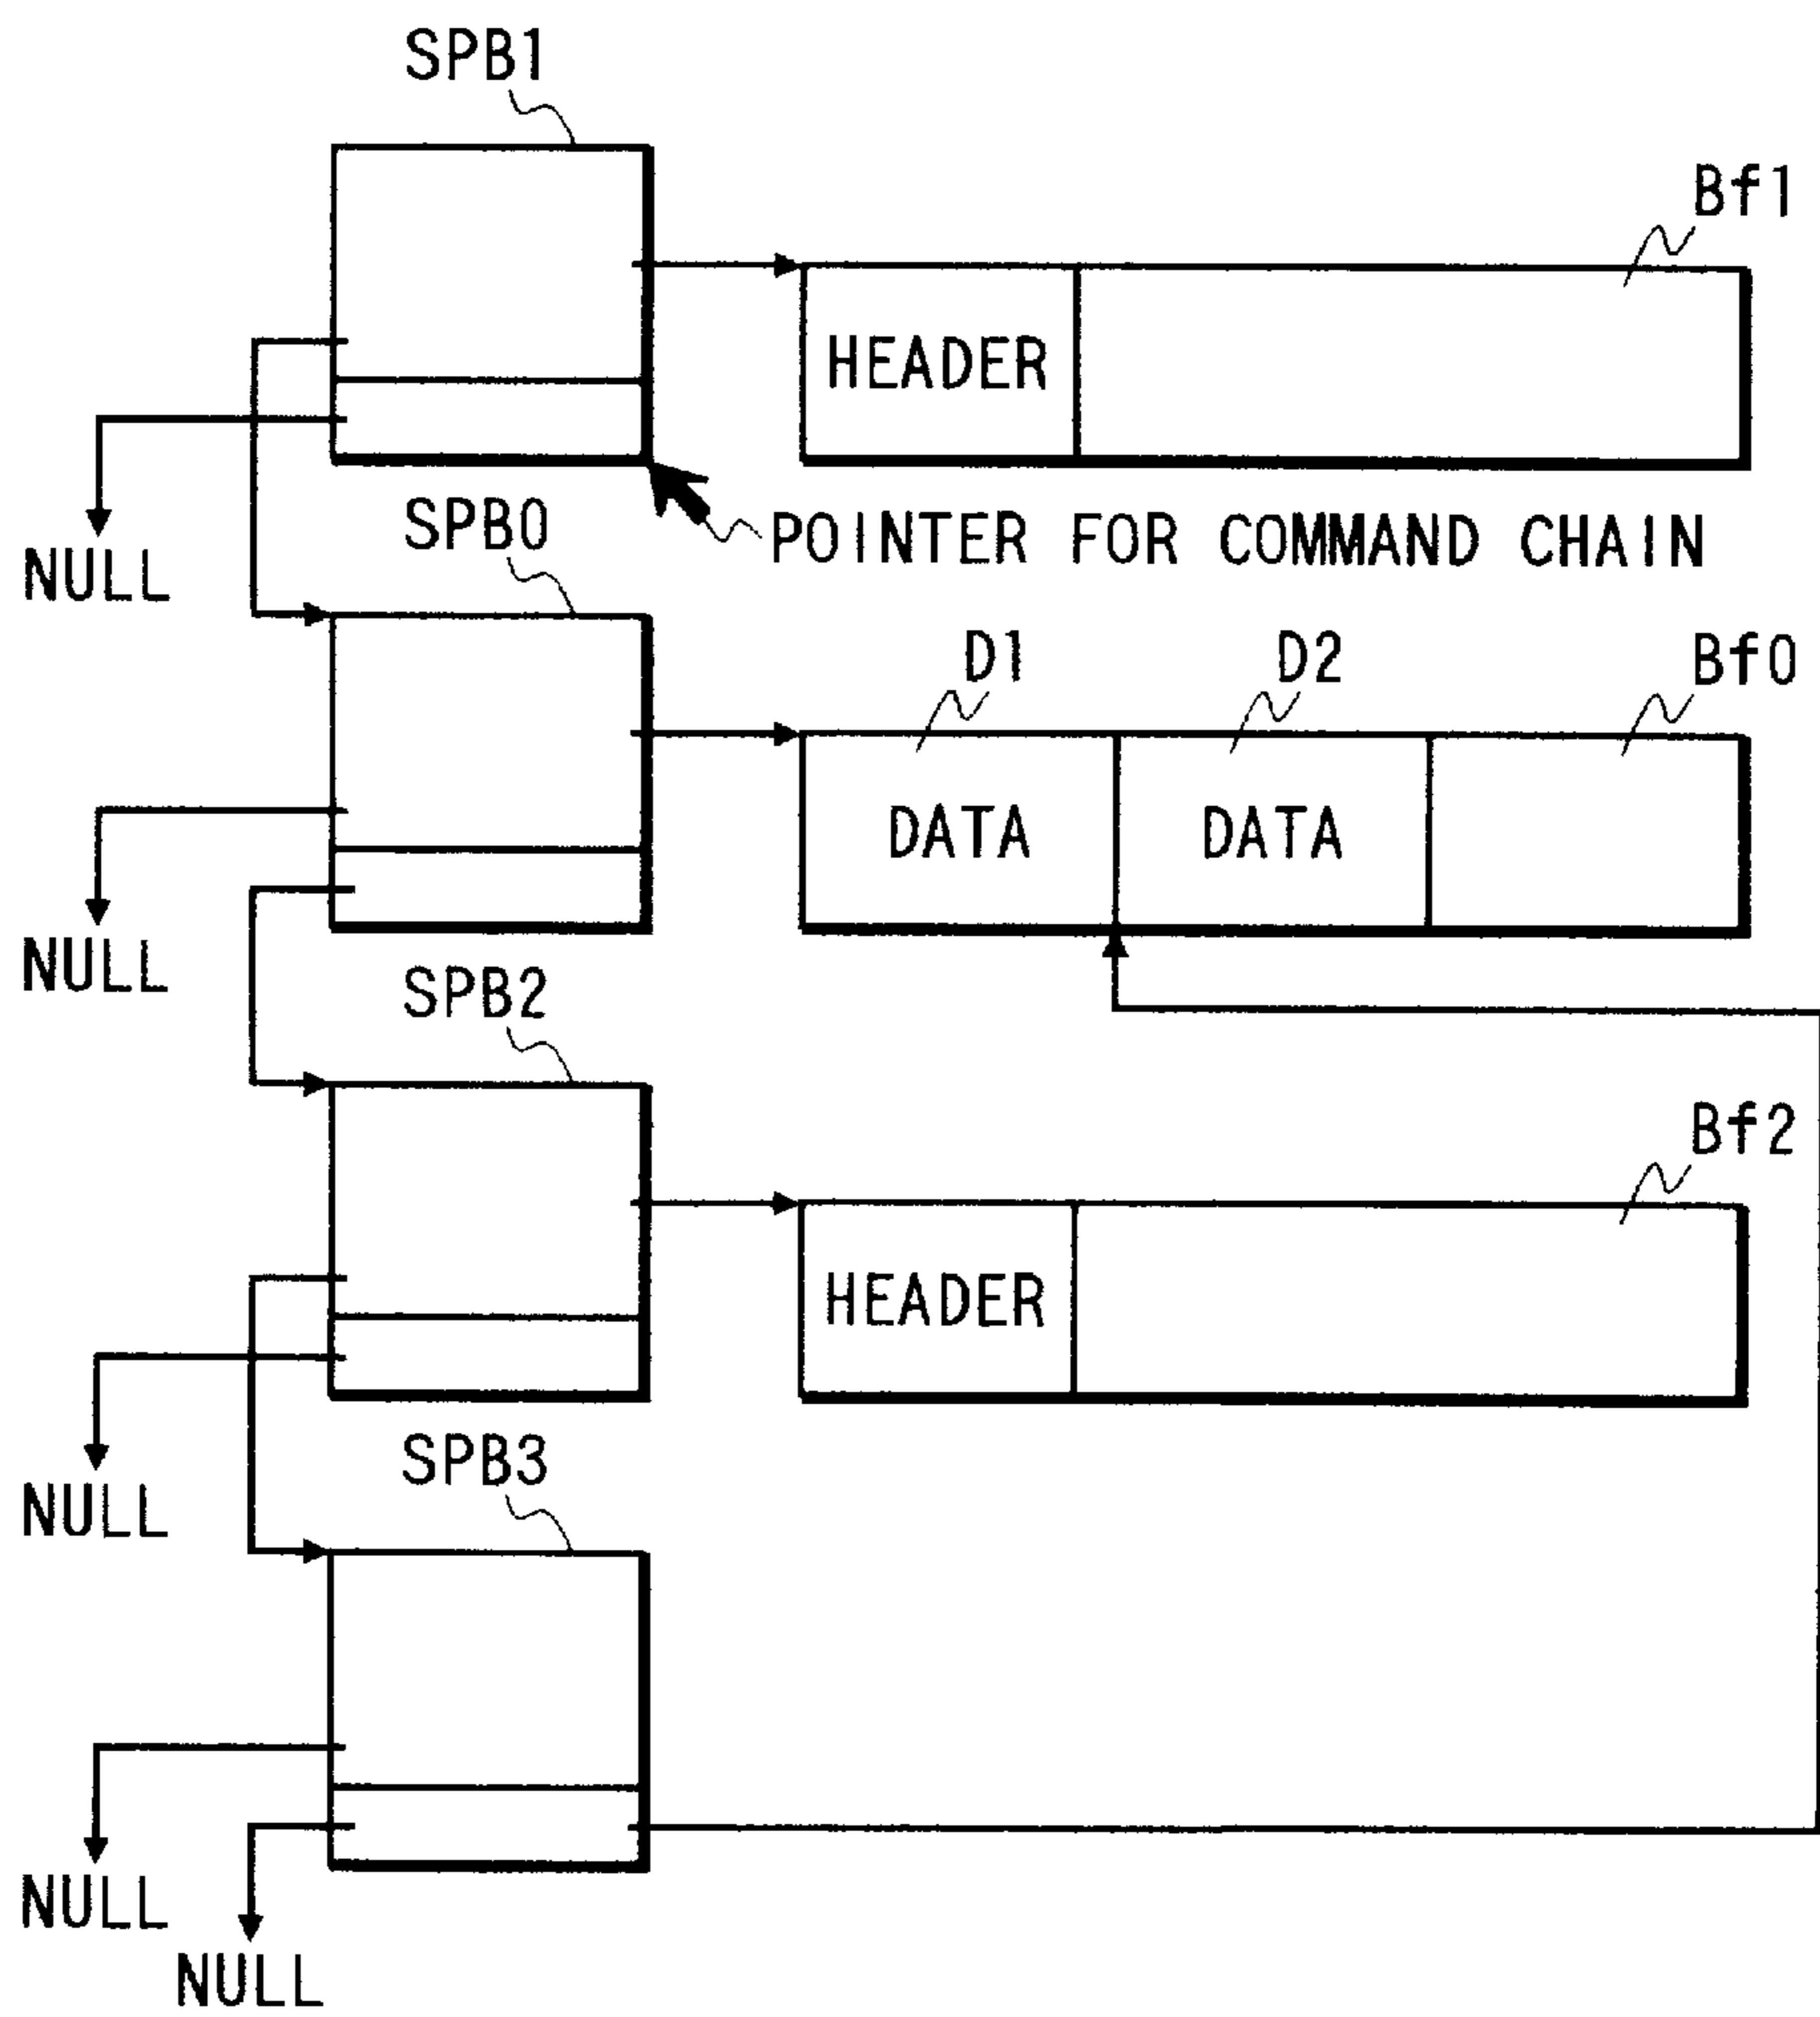 SPB1
Bf1
HEADER
SPB0
POINTER FOR COMMAND CHAIN
NULL
D1
D2
Bf0
DATA
DATA
NULL
SPB2
Bf2
HEADER
SPB3
NULL
NULL
NULL